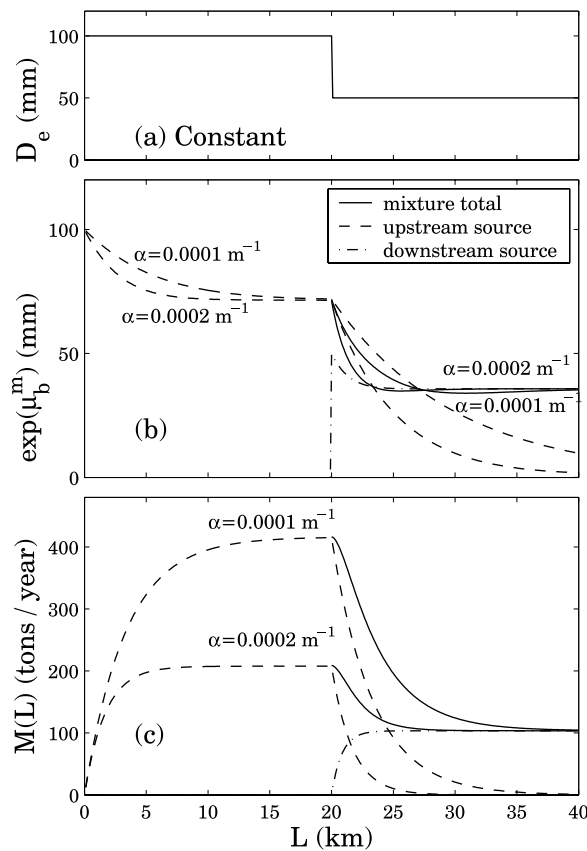 100
50
0
D_e (mm)
(a) Constant
mixture total
upstream source
downstream source
100
50
0
exp(μ_b^m) (mm)
α=0.0001 m⁻¹
α=0.0002 m⁻¹
α=0.0002 m⁻¹
α=0.0001 m⁻¹
(b)
400
300
200
100
0
M(L) (tons / year)
α=0.0001 m⁻¹
α=0.0002 m⁻¹
(c)
0 5 10 15 20 25 30 35 40
L (km)